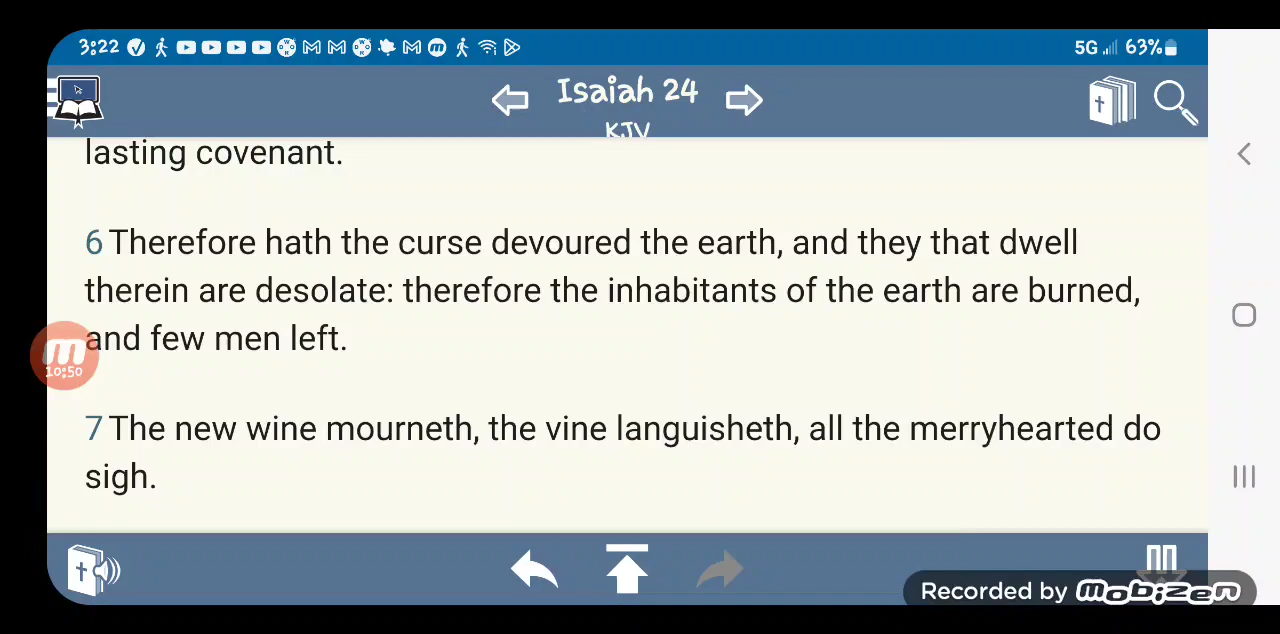 3:22 5G 63%
Isaiah 24
KJV
lasting covenant.
6 Therefore hath the curse devoured the earth, and they that dwell
therein are desolate: therefore the inhabitants of the earth are burned,
and few men left.
10:50
7 The new wine mourneth, the vine languisheth, all the merryhearted do
sigh.
Recorded by mobizen